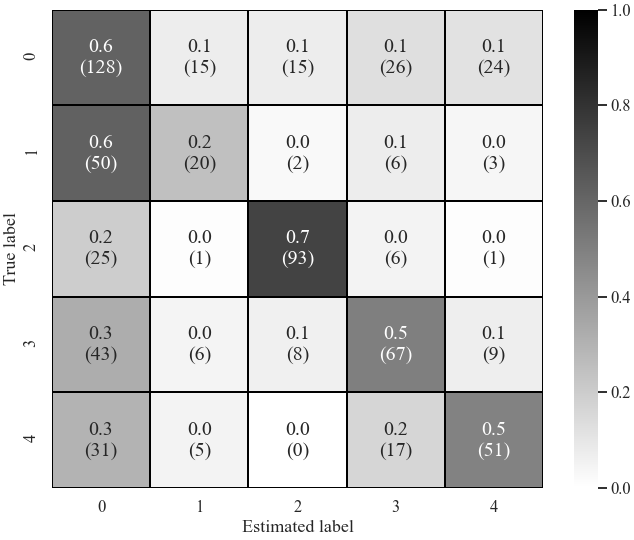 0.6 0.1 0.1 0.1 0.1
0 (128) (15) (15) (26) (24)
0.6 0.2 0.0 0.1 0.0
1 (50) (20) (2) (6) (3)
0.2 0.0 0.7 0.0 0.0
2 (25) (1) (93) (6) (1)
0.3 0.0 0.1 0.5 0.1
3 (43) (6) (8) (67) (9)
0.3 0.0 0.0 0.2 0.5
4 (31) (5) (0) (17) (51)
0 1 2 3 4
Estimated label
True label
1.0
0.8
0.6
0.4
0.2
0.0